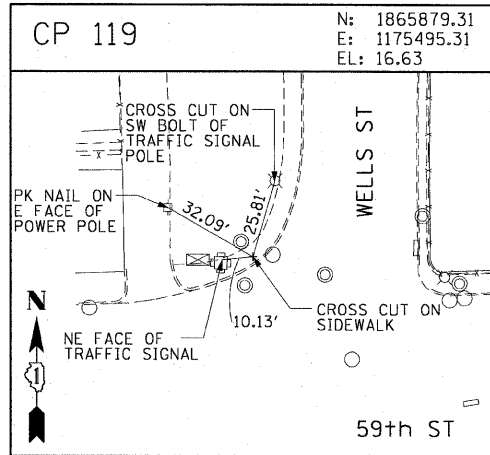 CP 119
N: 1865879.31
E: 1175495.31
EL: 16.63
CROSS CUT ON
SW BOLT OF
TRAFFIC SIGNAL
POLE
WELLS ST
PK NAIL ON
E FACE OF
POWER POLE
32.09'
25.81'
10.13'
NE FACE OF
TRAFFIC SIGNAL
CROSS CUT ON
SIDEWALK
N
1
59th ST